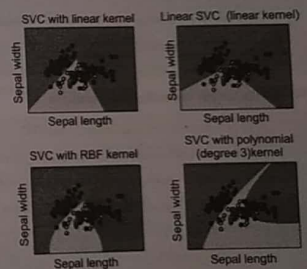 SVC with linear kernel
Sepal width
Sepal length
Linear SVC (linear kernel)
Sepal width
Sepal length
SVC with RBF kernel
Sepal width
Sepal length
SVC with polynomial
(degree 3)kernel
Sepal width
Sepal length